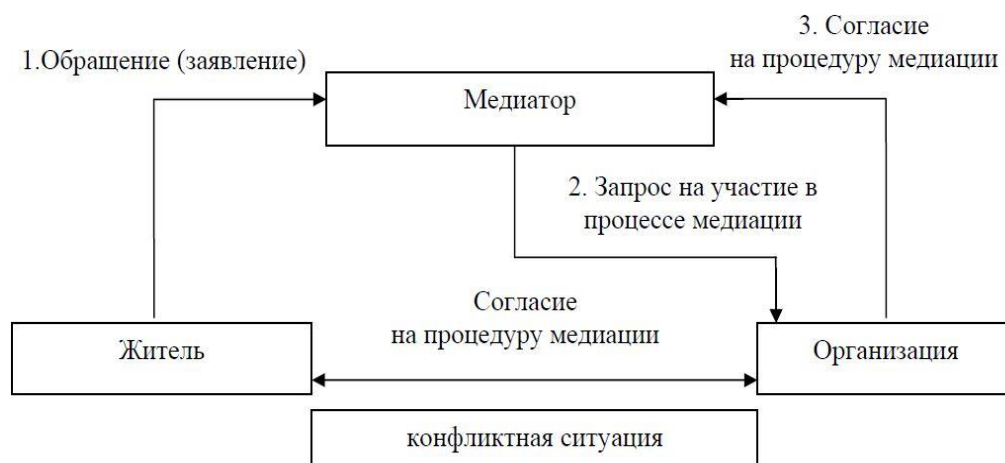 1.Обращение (заявление)
3. Согласие
на процедуру медиации
Медиатор
2. Запрос на участие в
процессе медиации
Согласие
на процедуру медиации
Житель
Организация
конфликтная ситуация